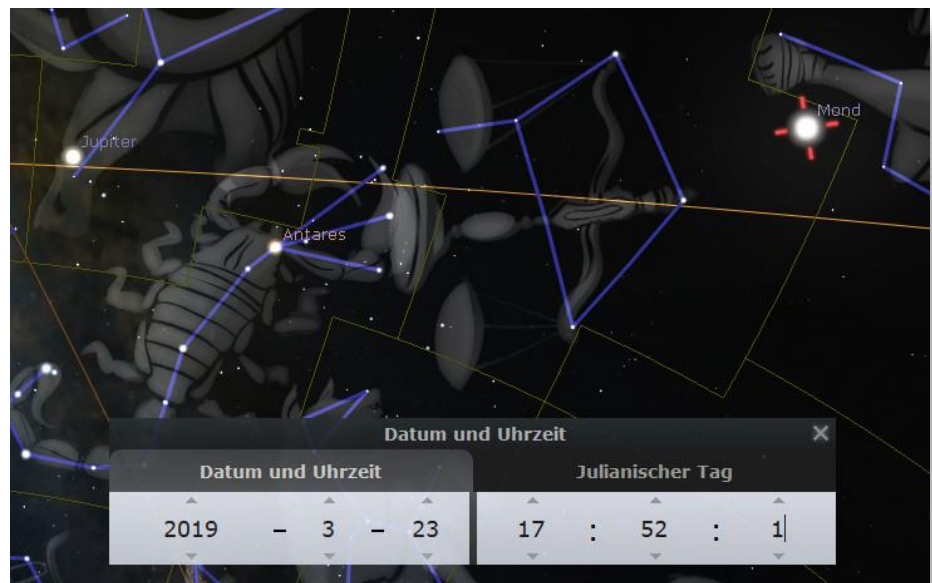 Mond
Jupiter
Antares
Datum und Uhrzeit ×
Datum und Uhrzeit Julianischer Tag
2019 – 3 – 23 17 : 52 : 1